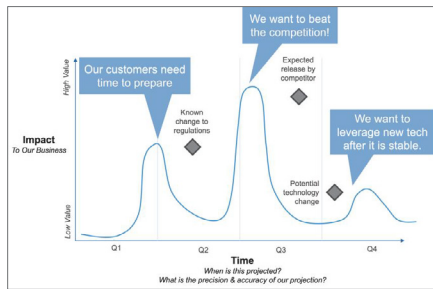 We want to beat
the competition!
Our customers need
time to prepare
Expected
release by
competitor
High Value
Known
change to
regulations
We want to
leverage new tech
after it is stable.
Impact
To Our Business
Potential
technology
change
Low Value
Q1
Q2
Q3
Q4
Time
When is this projected?
What is the precision & accuracy of our projection?